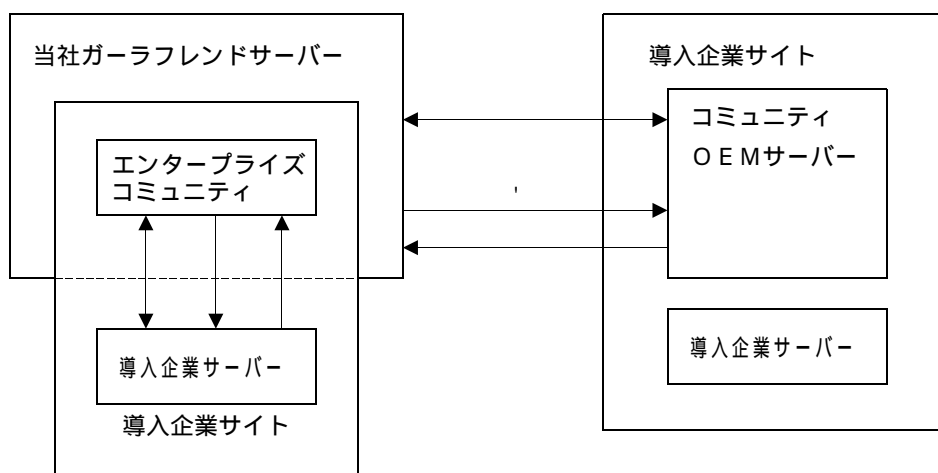 当社ガーラフレンドサーバー
エンタープライズ
コミュニティ
導入企業サーバー
導入企業サイト
'
導入企業サイト
コミュニティ
ＯＥＭサーバー
導入企業サーバー